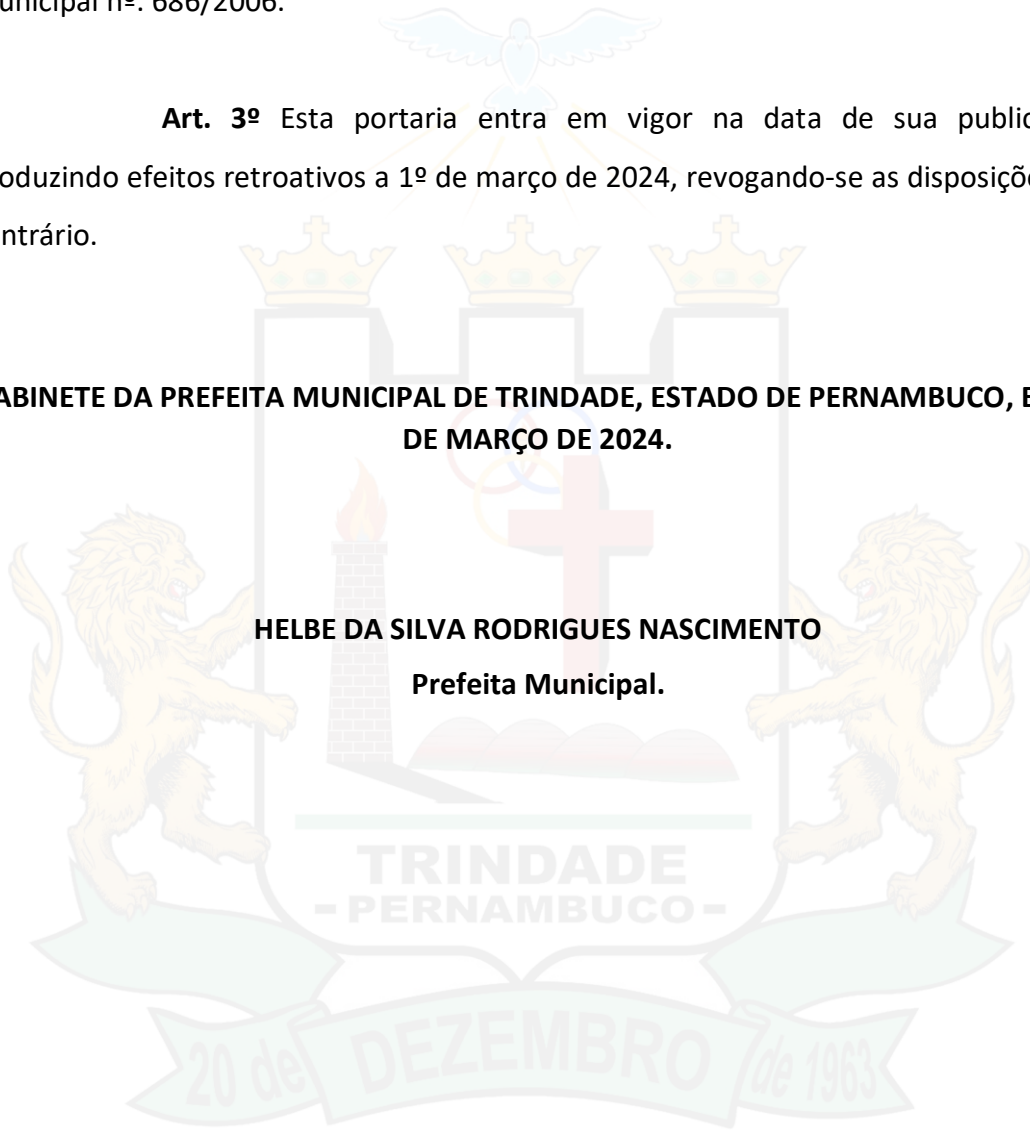 unicipal nº. 686/2006.
Art. 3º Esta portaria entra em vigor na data de sua public
oduzindo efeitos retroativos a 1º de março de 2024, revogando-se as disposiçõe
ntrário.
ABINETE DA PREFEITA MUNICIPAL DE TRINDADE, ESTADO DE PERNAMBUCO, E
DE MARÇO DE 2024.
HELBE DA SILVA RODRIGUES NASCIMENTO
Prefeita Municipal.
TRINDADE
- PERNAMBUCO -
20 de DEZEMBRO de 1963